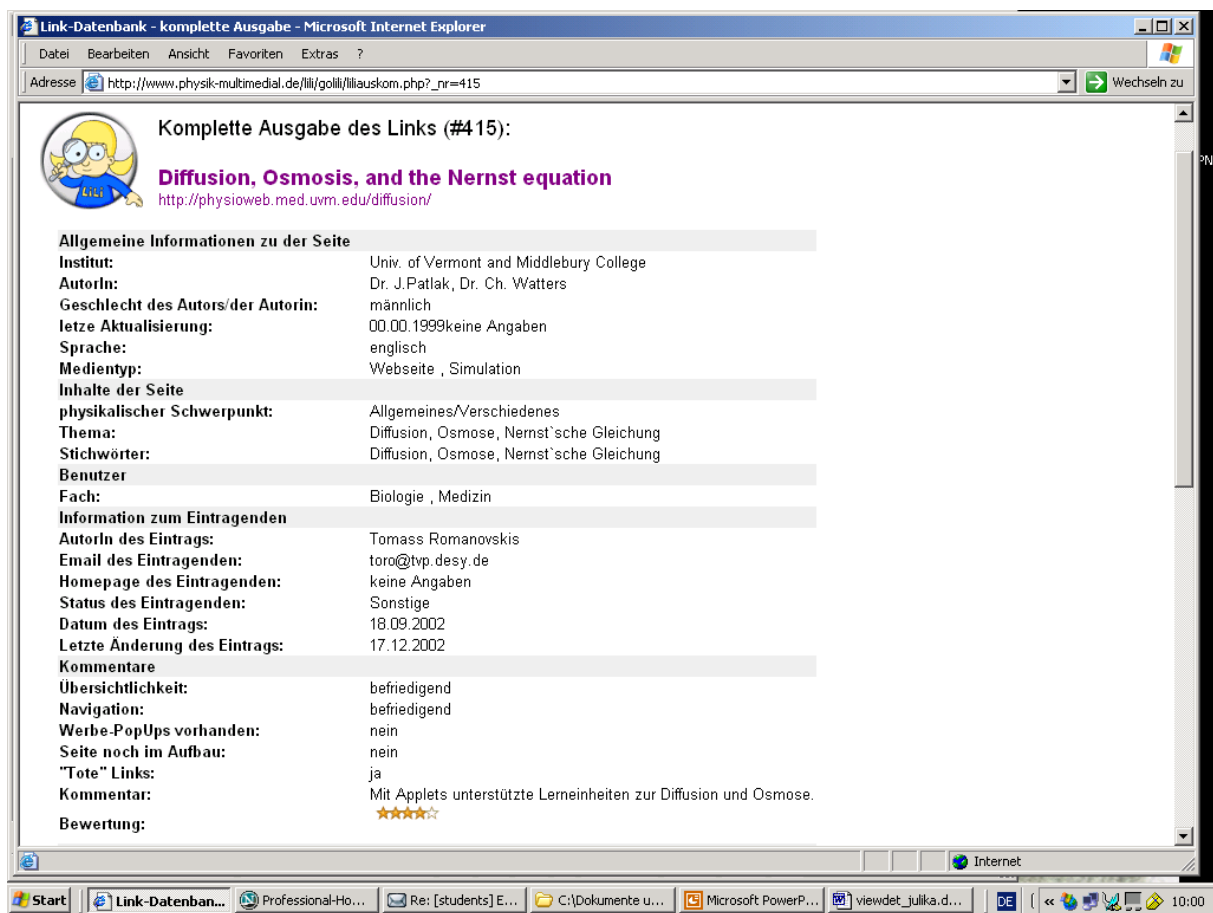 Link-Datenbank - komplette Ausgabe - Microsoft Internet Explorer
Datei Bearbeiten Ansicht Favoriten Extras ?
Adresse http://www.physik-multimedial.de/lili/golili/liliauskom.php?_nr=415 Wechseln zu
Komplette Ausgabe des Links (#415):
LiLi
Diffusion, Osmosis, and the Nernst equation
http://physioweb.med.uvm.edu/diffusion/
Allgemeine Informationen zu der Seite
Institut: Univ. of Vermont and Middlebury College
AutorIn: Dr. J.Patlak, Dr. Ch. Watters
Geschlecht des Autors/der Autorin: männlich
letze Aktualisierung: 00.00.1999keine Angaben
Sprache: englisch
Medientyp: Webseite , Simulation
Inhalte der Seite
physikalischer Schwerpunkt: Allgemeines/Verschiedenes
Thema: Diffusion, Osmose, Nernst`sche Gleichung
Stichwörter: Diffusion, Osmose, Nernst`sche Gleichung
Benutzer
Fach: Biologie , Medizin
Information zum Eintragenden
AutorIn des Eintrags: Tomass Romanovskis
Email des Eintragenden: toro@tvp.desy.de
Homepage des Eintragenden: keine Angaben
Status des Eintragenden: Sonstige
Datum des Eintrags: 18.09.2002
Letzte Änderung des Eintrags: 17.12.2002
Kommentare
Übersichtlichkeit: befriedigend
Navigation: befriedigend
Werbe-PopUps vorhanden: nein
Seite noch im Aufbau: nein
"Tote" Links: ja
Kommentar: Mit Applets unterstützte Lerneinheiten zur Diffusion und Osmose.
Bewertung:
Internet
Start Link-Datenban... Professional-Ho... Re: [students] E... C:\Dokumente u... Microsoft PowerP... viewdet_julika.d... DE « 10:00
PN